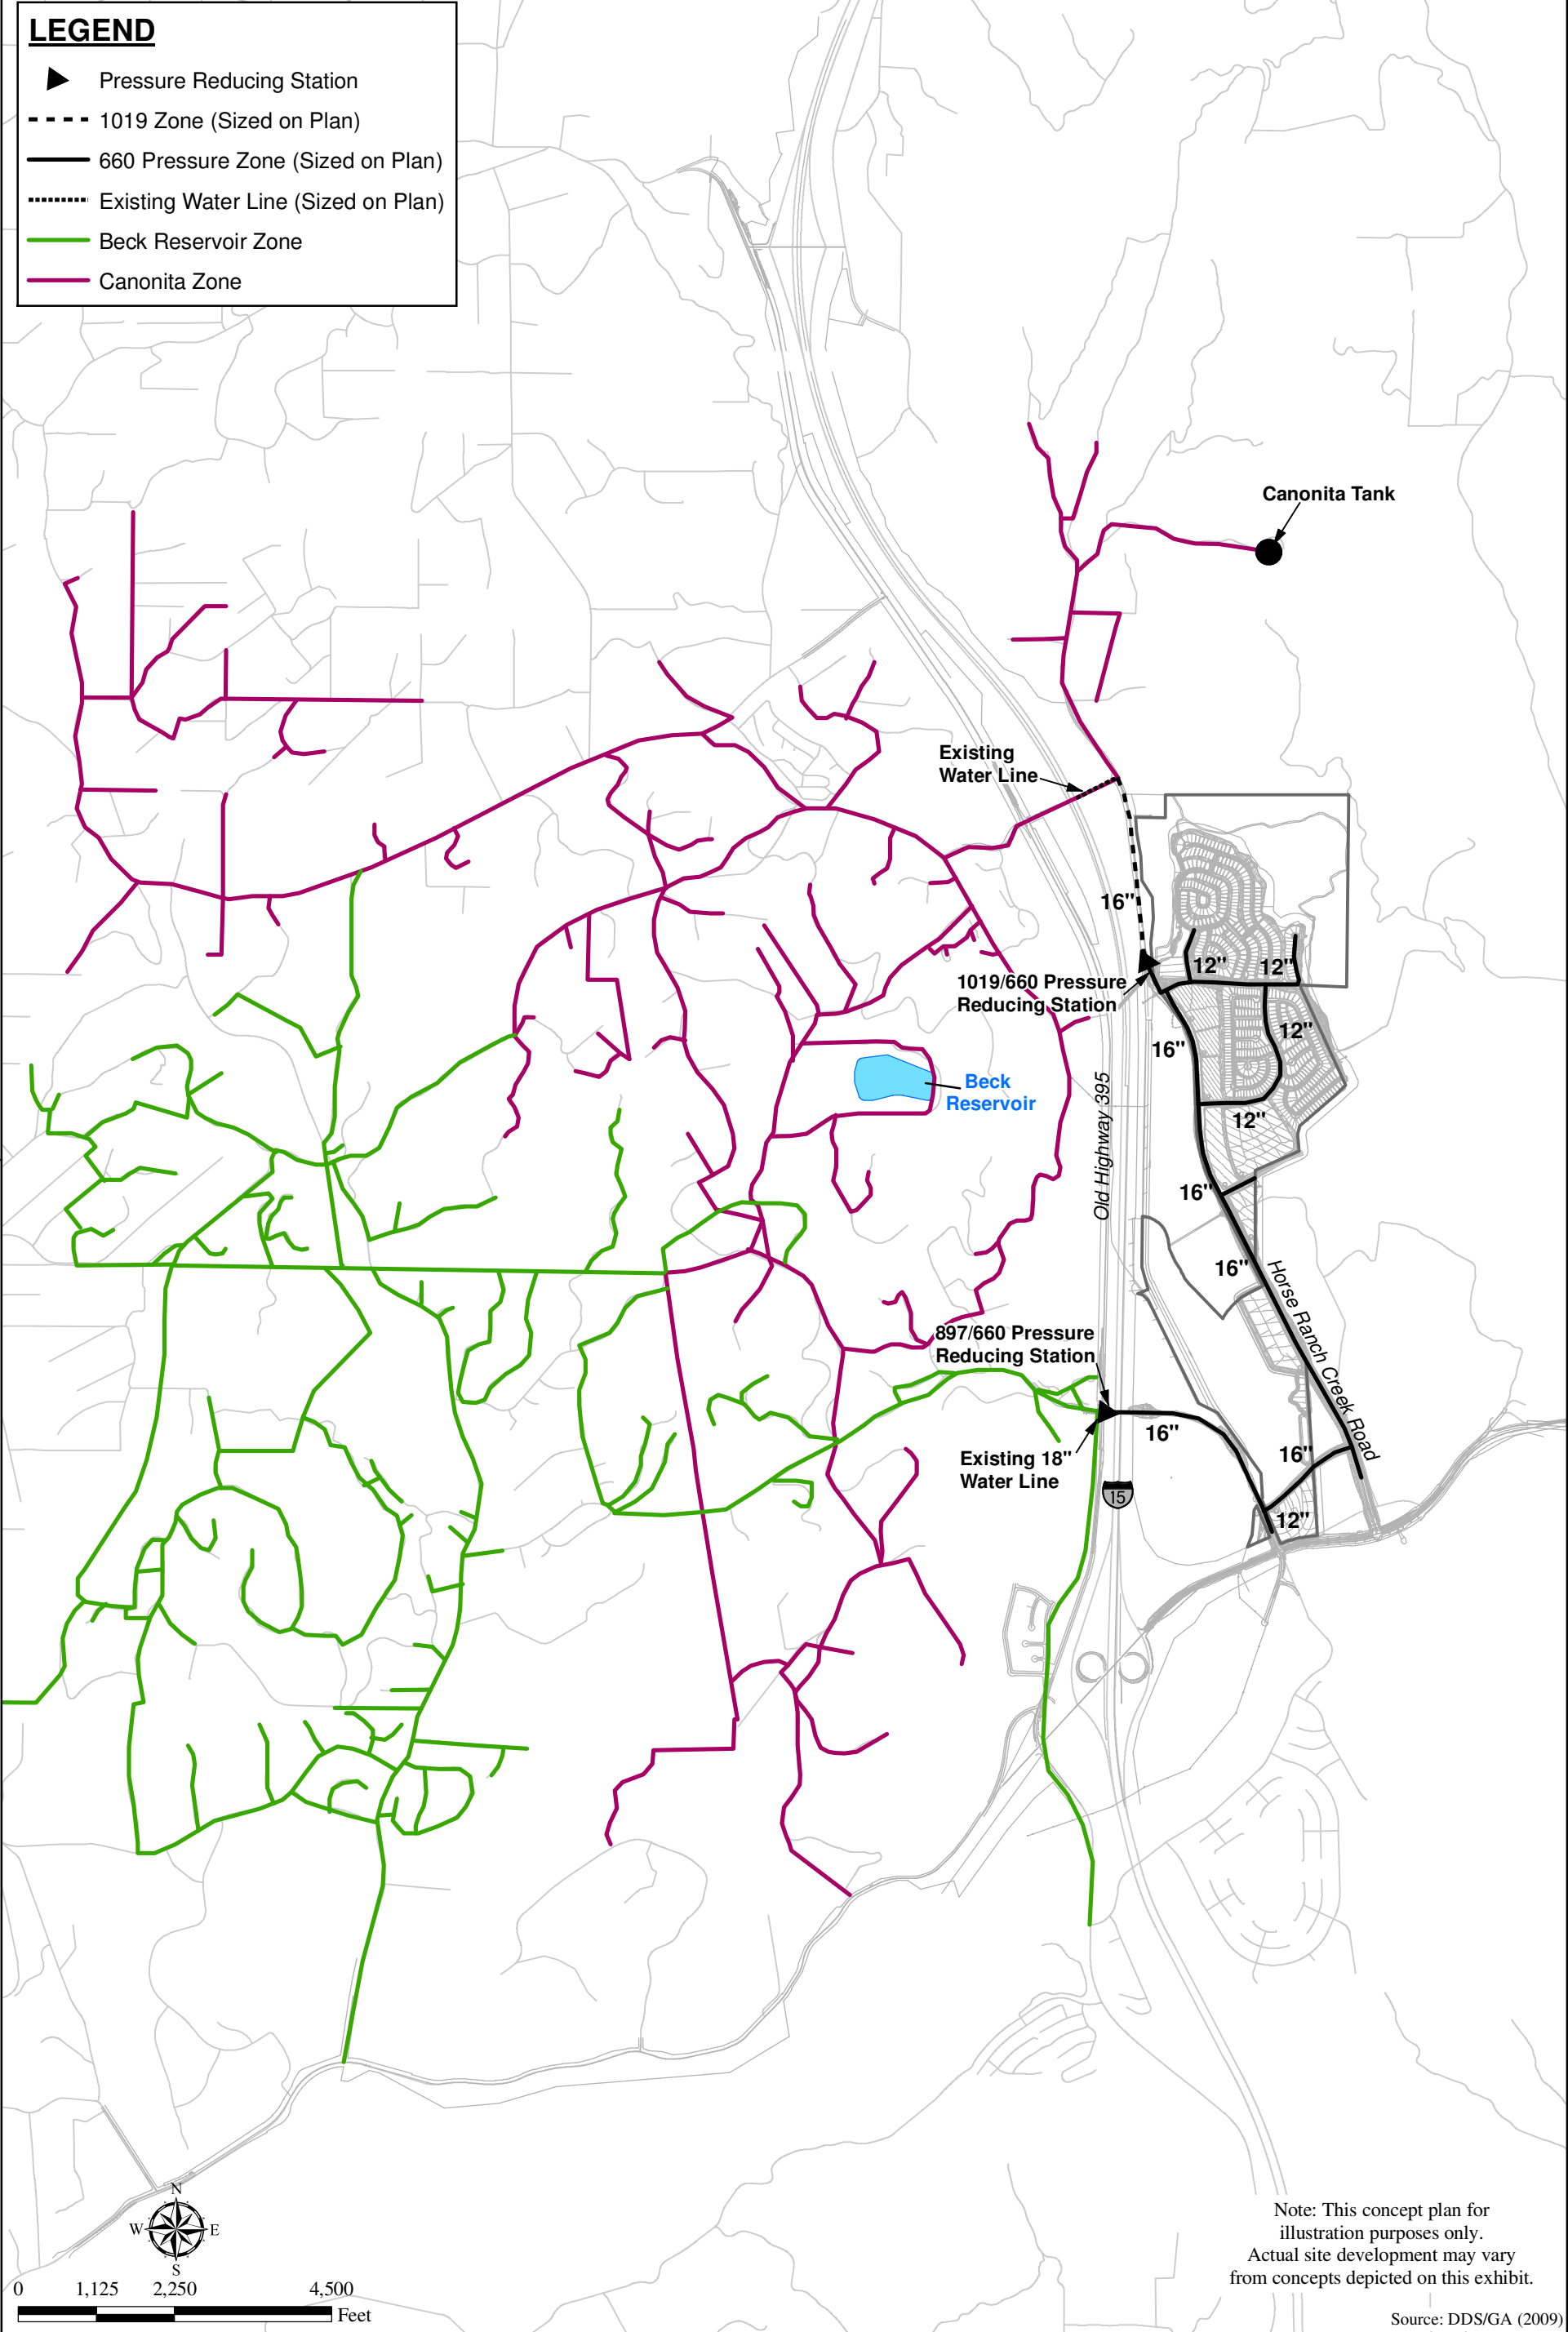 LEGEND
Pressure Reducing Station
1019 Zone (Sized on Plan)
660 Pressure Zone (Sized on Plan)
Existing Water Line (Sized on Plan)
Beck Reservoir Zone
Canonita Zone
Canonita Tank
Existing
Water Line
16"
12"
12"
1019/660 Pressure
Reducing Station
12"
16"
Beck
Reservoir
Old Highway 395
12"
16"
16"
Horse Ranch Creek Road
897/660 Pressure
Reducing Station
16"
16"
Existing 18"
Water Line
15
12"
N
W
E
S
0
1,125
2,250
4,500
Feet
Note: This concept plan for
illustration purposes only.
Actual site development may vary
from concepts depicted on this exhibit.
Source: DDS/GA (2009)